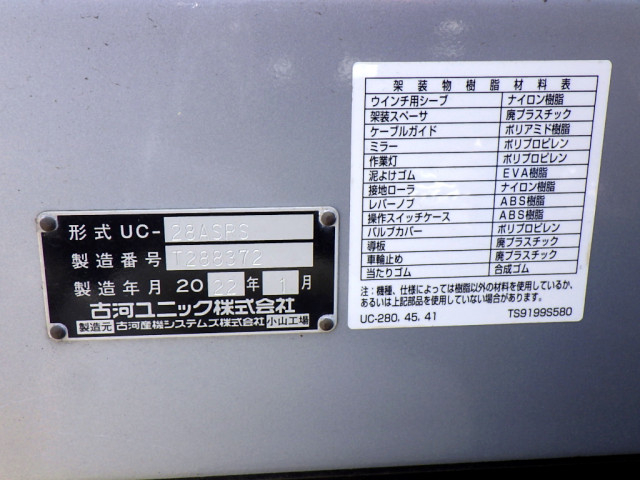 形式 UC- 28ASPS
製造番号 T288372
製造年月 2022年 1月
古河ユニック株式会社
製造元 古河産機システムズ株式会社 小山工場
架装物樹脂材料表
ウインチ用シーブ ナイロン樹脂
架装スペーサ 廃プラスチック
ケーブルガイド ポリアミド樹脂
ミラー ポリプロピレン
作業灯 ポリプロピレン
泥よけゴム EVA樹脂
接地ローラ ナイロン樹脂
レバーノブ ABS樹脂
操作スイッチケース ABS樹脂
バルブカバー ポリプロピレン
導板 廃プラスチック
車輪止め 廃プラスチック
当たりゴム 合成ゴム
注:機種、仕様によっては樹脂以外の材料を使用しているか、
あるいは上記部品を使用していない場合があります。
UC-280, 45, 41 TS9199S580